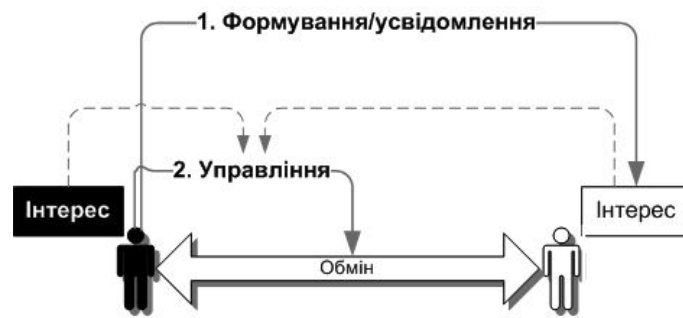 1. Формування/усвідомлення
2. Управління
Інтерес
Інтерес
Обмін